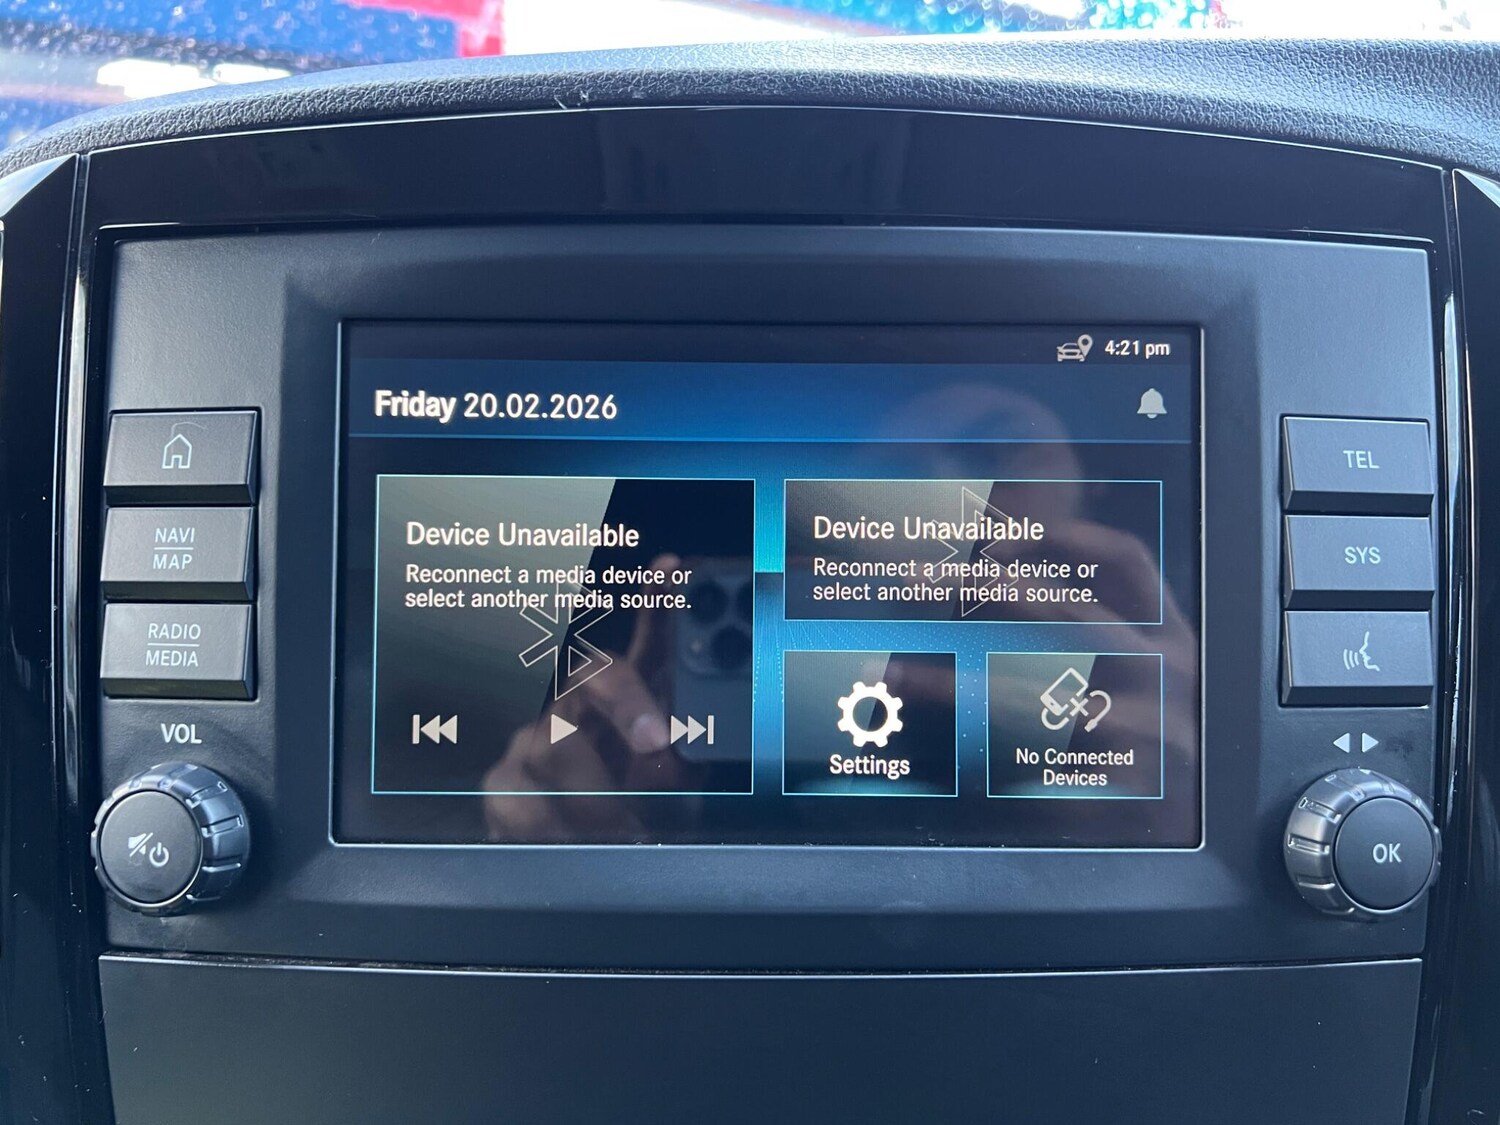 4:21 pm
Friday 20.02.2026
Device Unavailable
Reconnect a media device or
select another media source.
Device Unavailable
Reconnect a media device or
select another media source.
Settings
No Connected
Devices
NAVI
MAP
RADIO
MEDIA
VOL
TEL
SYS
OK